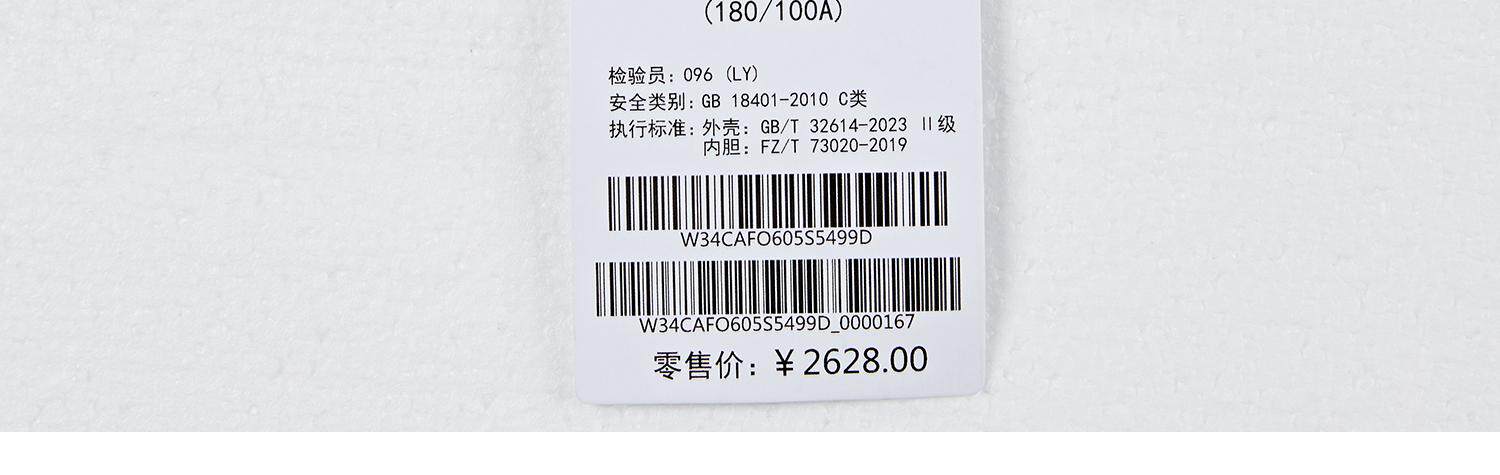 (180/100A)
检验员：096 (LY)
安全类别：GB 18401-2010 C类
执行标准：外壳：GB/T 32614-2023 Ⅱ级
内胆：FZ/T 73020-2019
W34CAFO605S5499D
W34CAFO605S5499D_0000167
零售价：￥2628.00